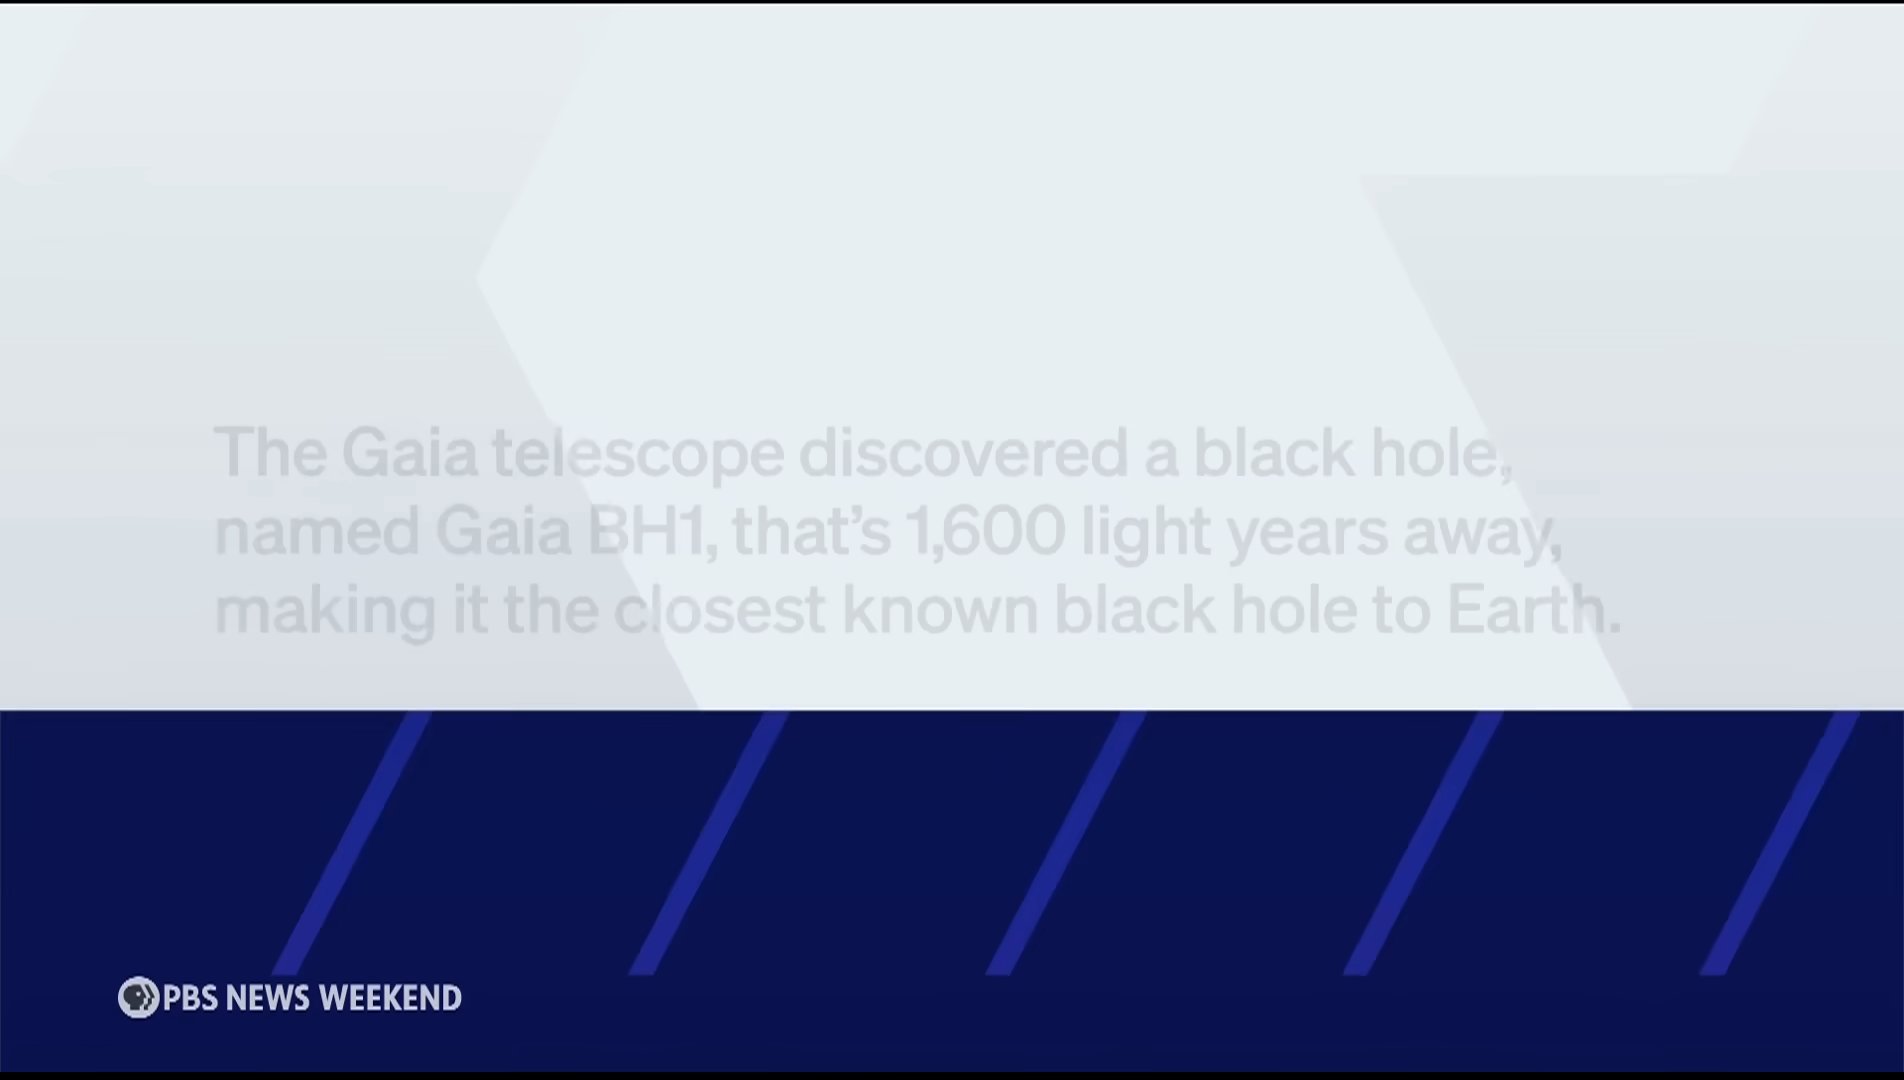 The Gaia telescope discovered a black hole,
named Gaia BH1, that’s 1,600 light years away,
making it the closest known black hole to Earth.
PBS NEWS WEEKEND